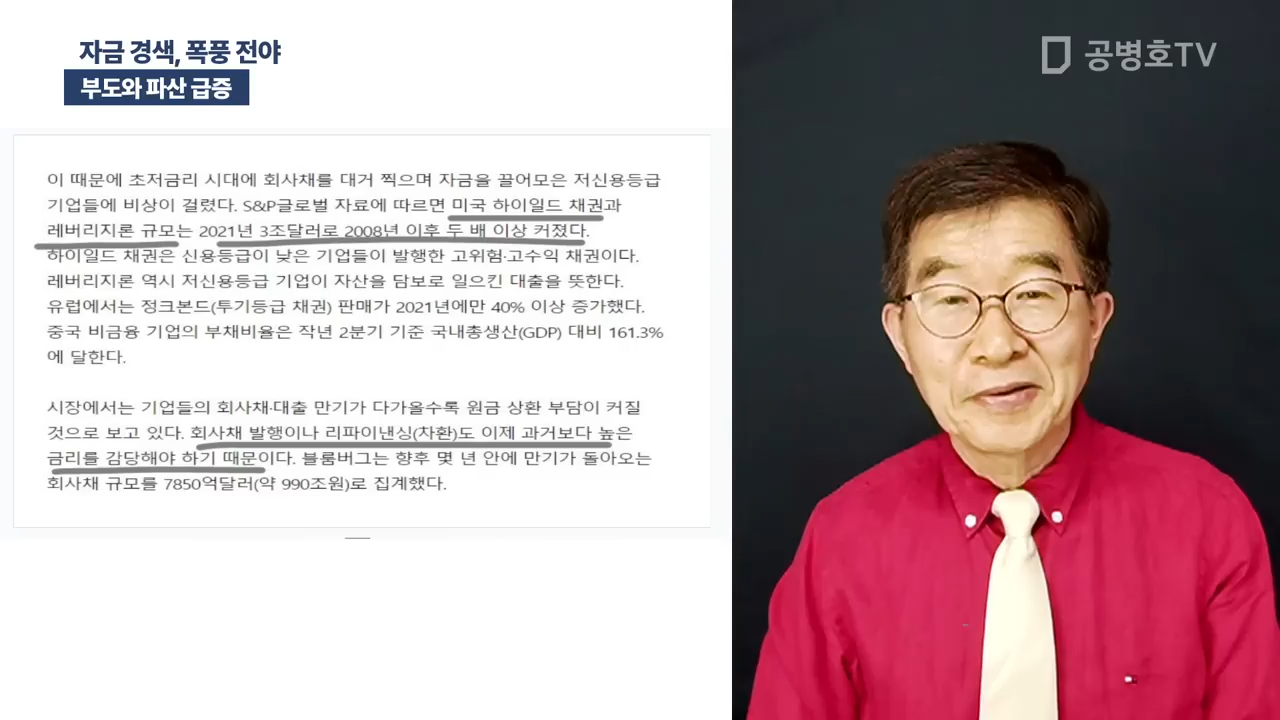 자금 경색, 폭풍 전야
부도와 파산 급증
공병호TV
이 때문에 초저금리 시대에 회사채를 대거 찍으며 자금을 끌어모은 저신용등급
기업들에 비상이 걸렸다. S&P글로벌 자료에 따르면 미국 하이일드 채권과
레버리지론 규모는 2021년 3조달러로 2008년 이후 두 배 이상 커졌다.
하이일드 채권은 신용등급이 낮은 기업들이 발행한 고위험·고수익 채권이다.
레버리지론 역시 저신용등급 기업이 자산을 담보로 일으킨 대출을 뜻한다.
유럽에서는 정크본드(투기등급 채권) 판매가 2021년에만 40% 이상 증가했다.
중국 비금융 기업의 부채비율은 작년 2분기 기준 국내총생산(GDP) 대비 161.3%
에 달한다.
시장에서는 기업들의 회사채·대출 만기가 다가올수록 원금 상환 부담이 커질
것으로 보고 있다. 회사채 발행이나 리파이낸싱(차환)도 이제 과거보다 높은
금리를 감당해야 하기 때문이다. 블룸버그는 향후 몇 년 안에 만기가 돌아오는
회사채 규모를 7850억달러(약 990조원)로 집계했다.